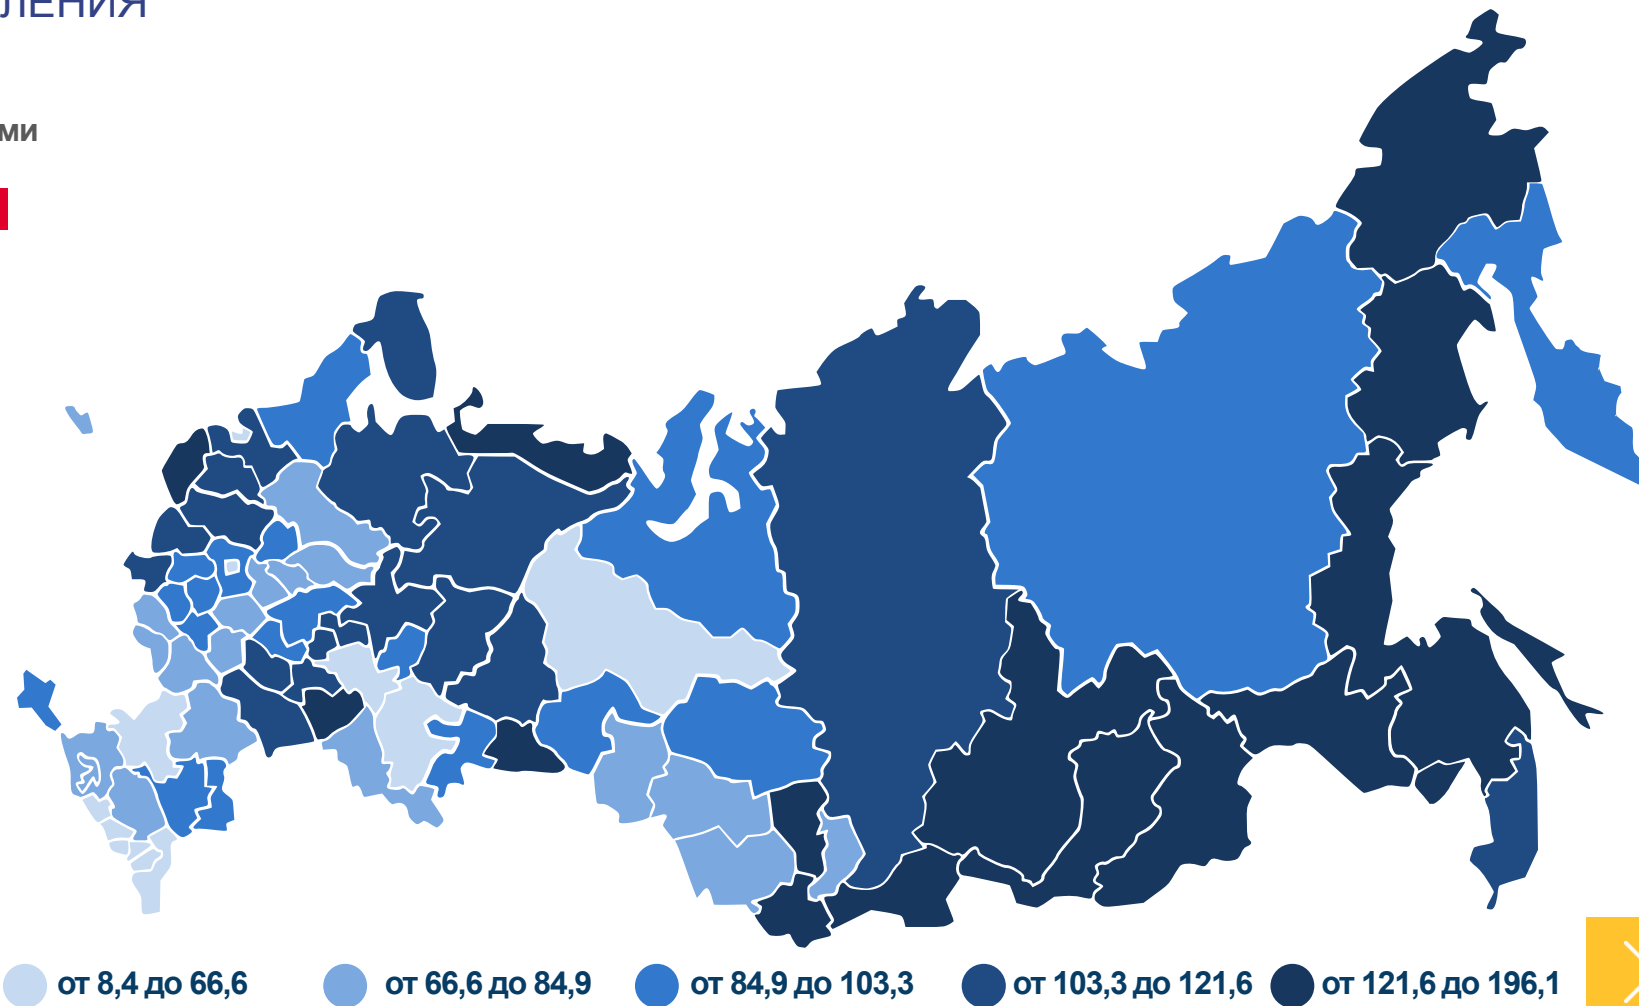 ЛЕНИЯ
ми
от 8,4 до 66,6
от 66,6 до 84,9
от 84,9 до 103,3
от 103,3 до 121,6
от 121,6 до 196,1